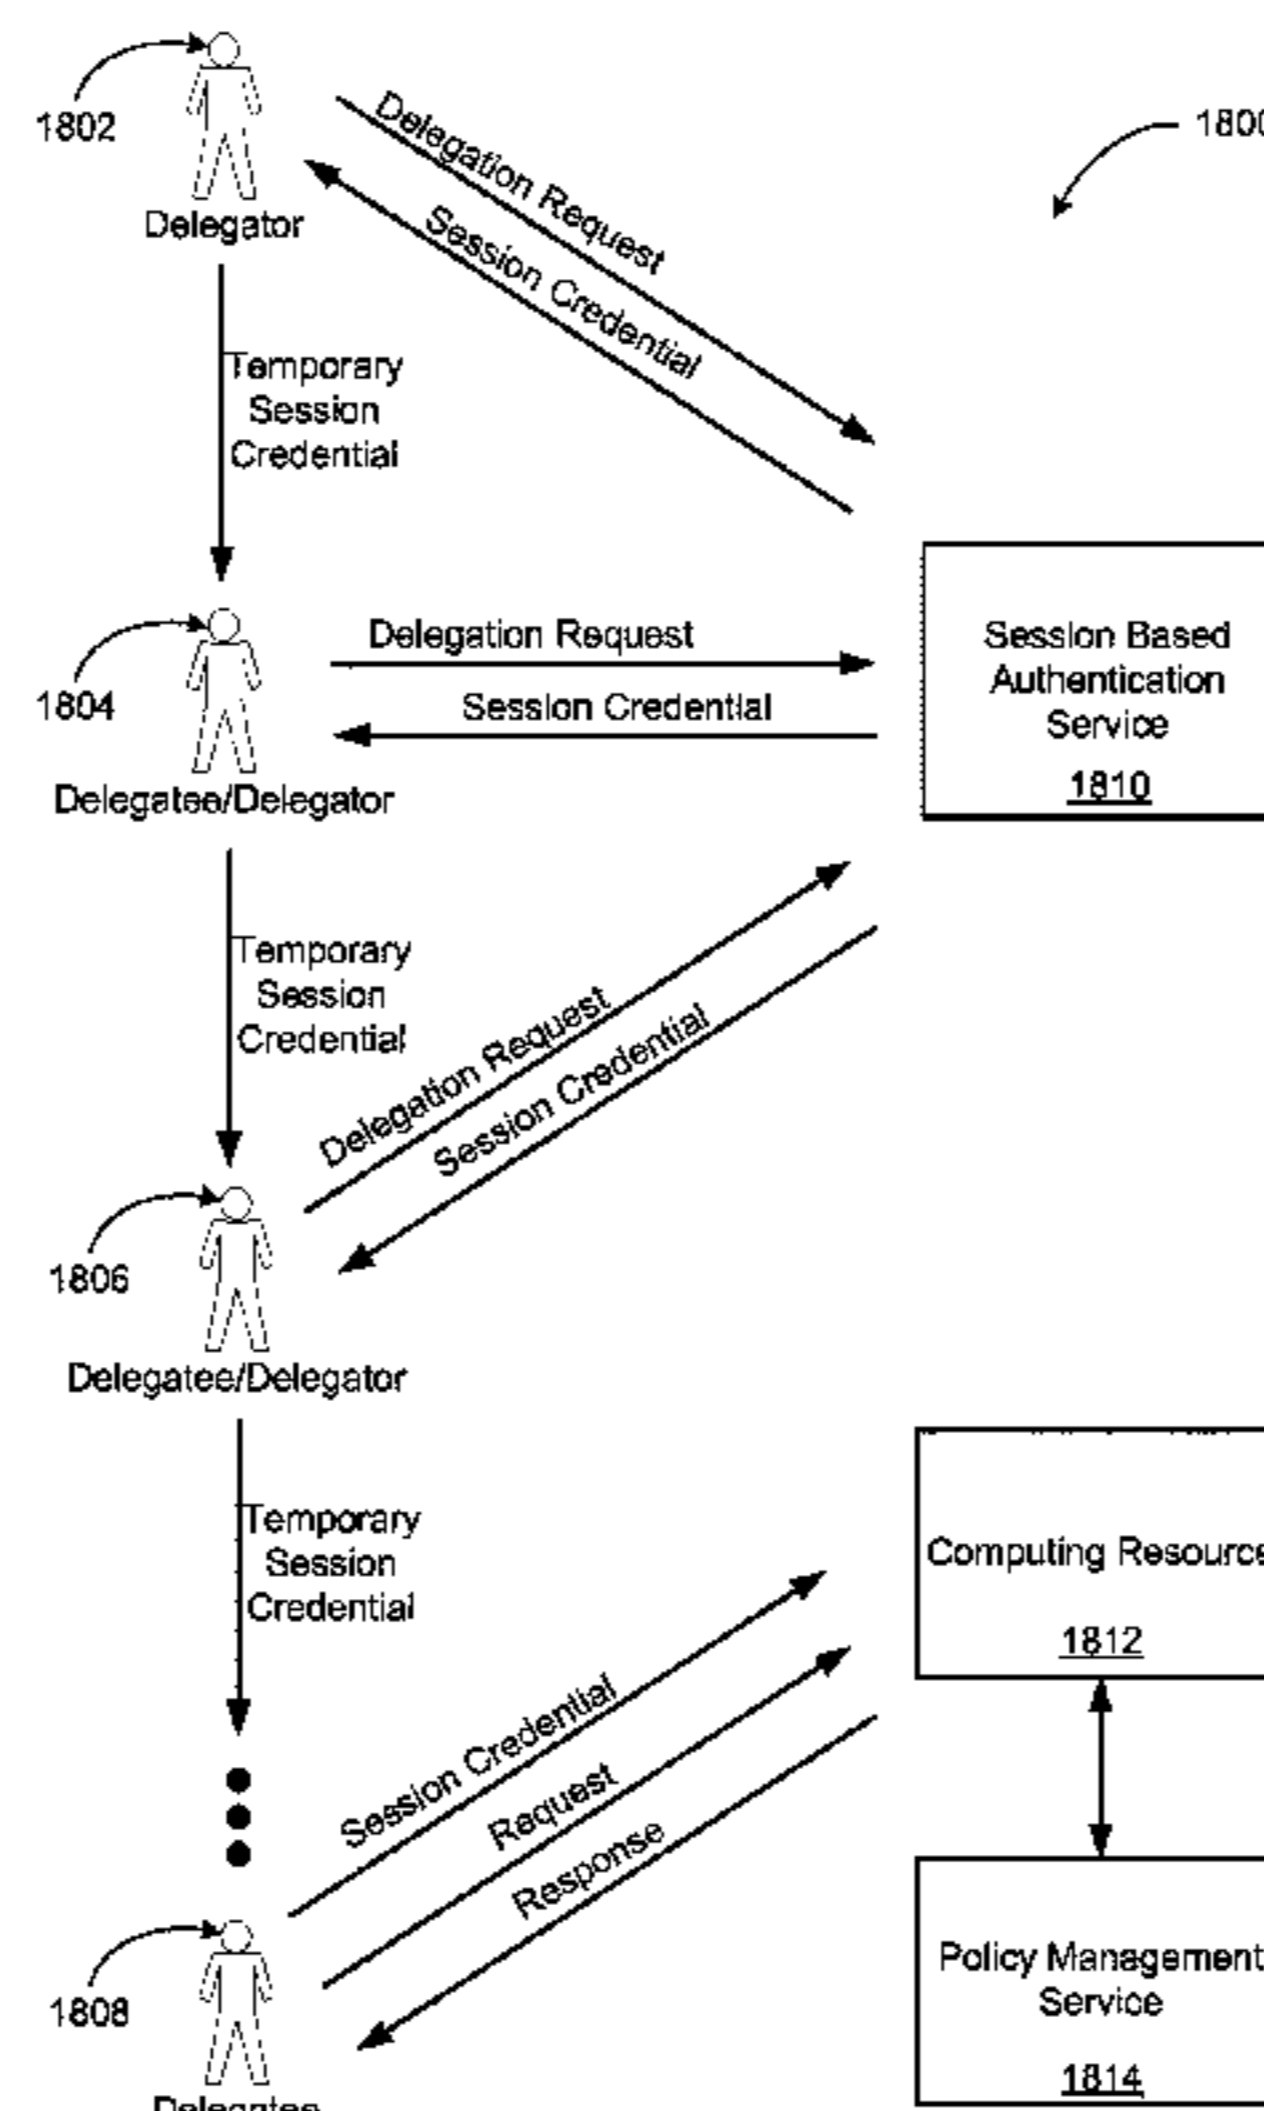 1802
Delegator
Delegation Request
Session Credential
1800
Temporary
Session
Credential
1804
Delegatee/Delegator
Delegation Request
Session Credential
Session Based
Authentication
Service
1810
Temporary
Session
Credential
Delegation Request
Session Credential
1806
Delegatee/Delegator
Temporary
Session
Credential
Computing Resource
1812
Session Credential
Request
Response
1808
Delegatee
Policy Management
Service
1814